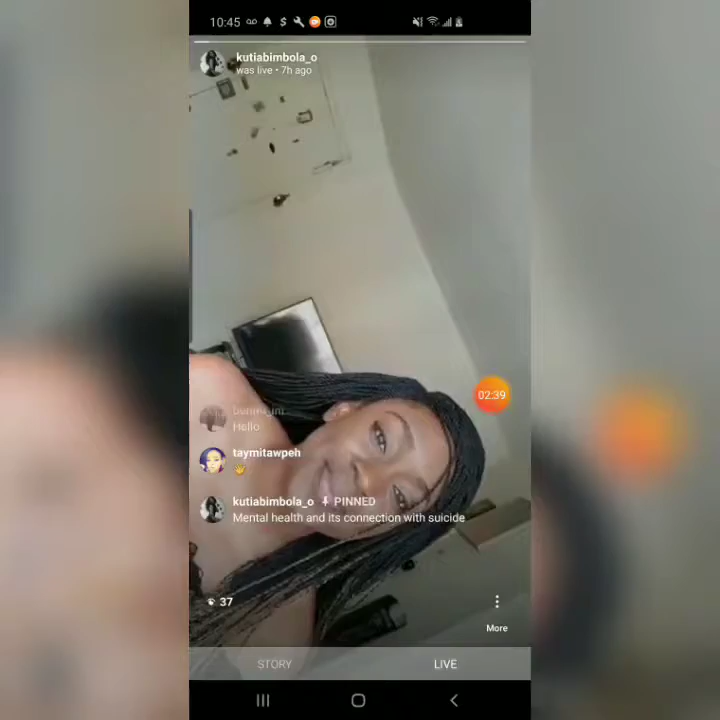 10:45
kutiabimbola_o
was live • 7h ago
02:39
Hello
taymitawpeh
👋
kutiabimbola_o PINNED
Mental health and its connection with suicide
37
More
STORY LIVE